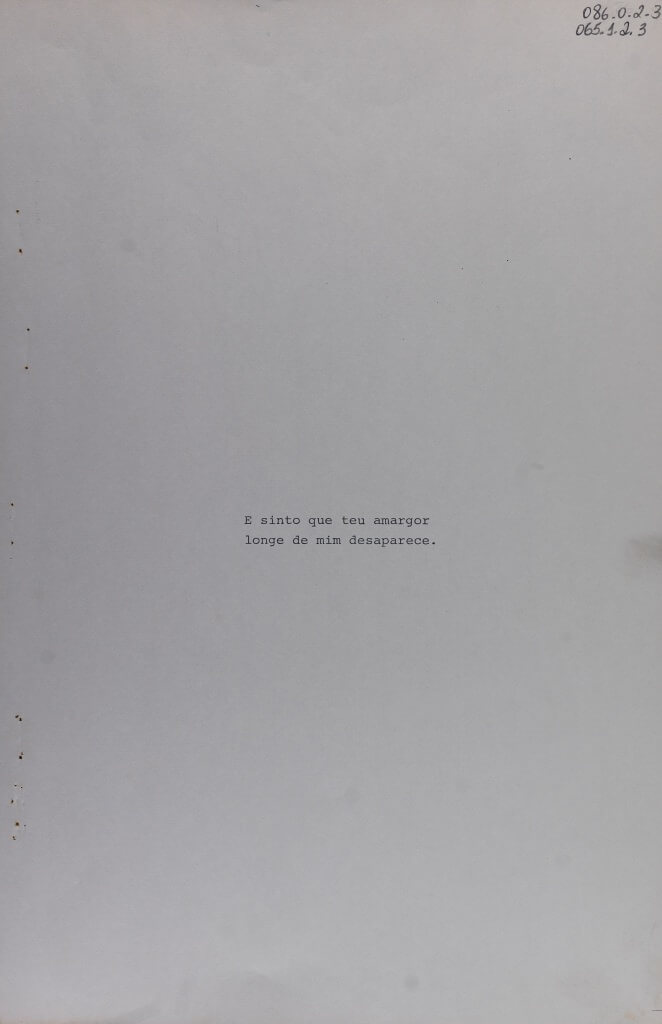 086.0.2-3
065.1.2.3
E sinto que teu amargor
longe de mim desaparece.